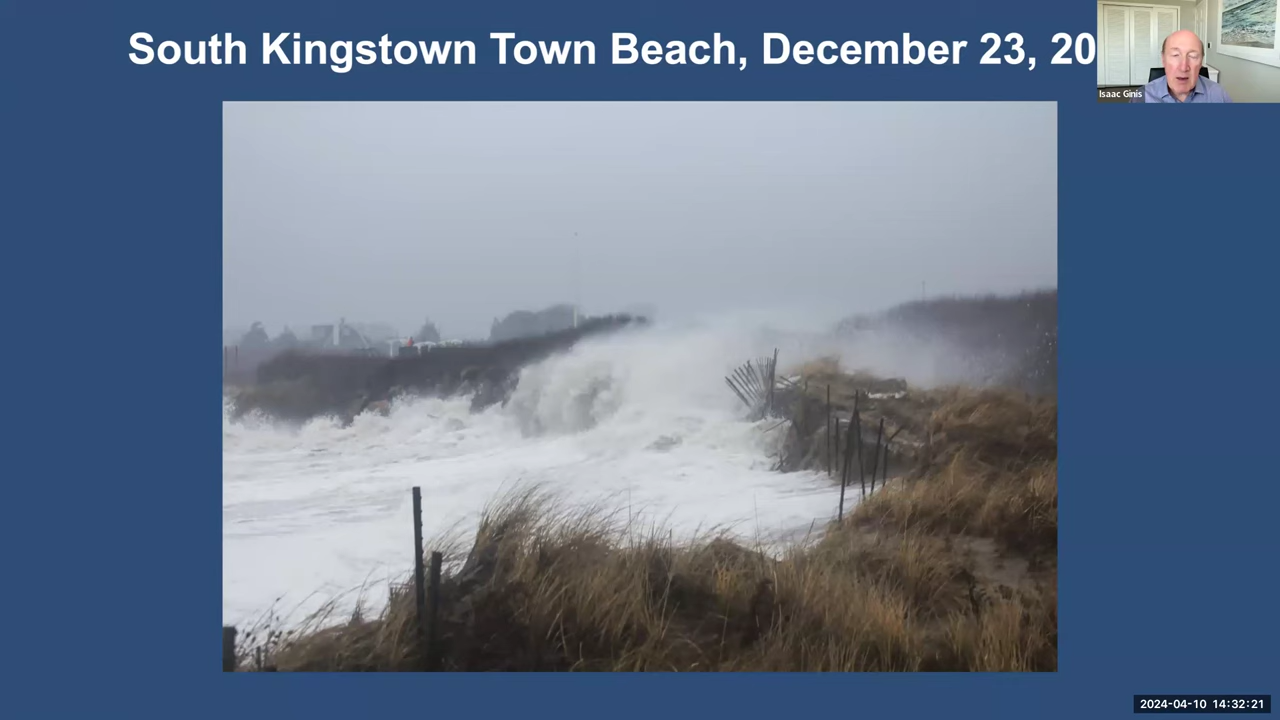 South Kingstown Town Beach, December 23, 20
Isaac Ginis
2024-04-10 14:32:21